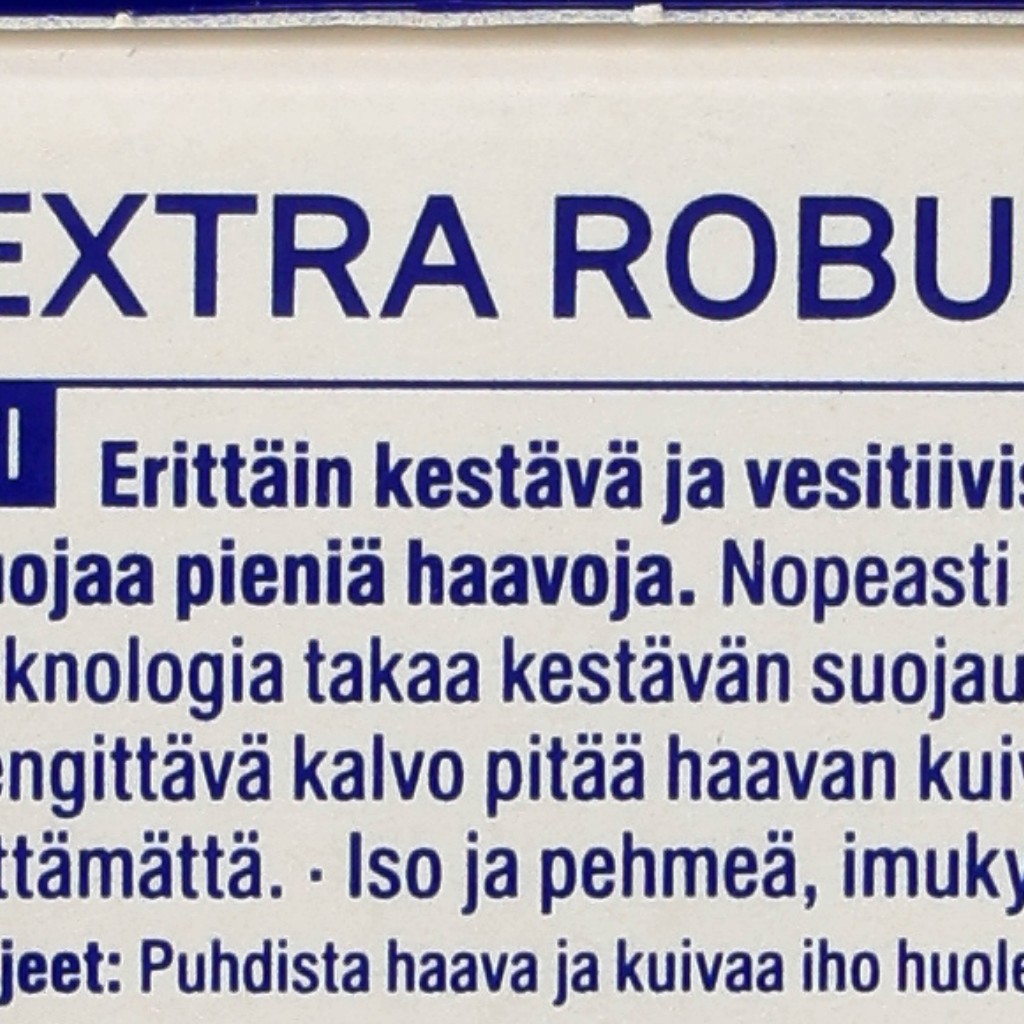 EXTRA ROBU
Erittäin kestävä ja vesitiivis
uojaa pieniä haavoja. Nopeasti
knologia takaa kestävän suojau
engittävä kalvo pitää haavan kuiv
ttämättä. · Iso ja pehmeä, imuky
jeet: Puhdista haava ja kuivaa iho huole